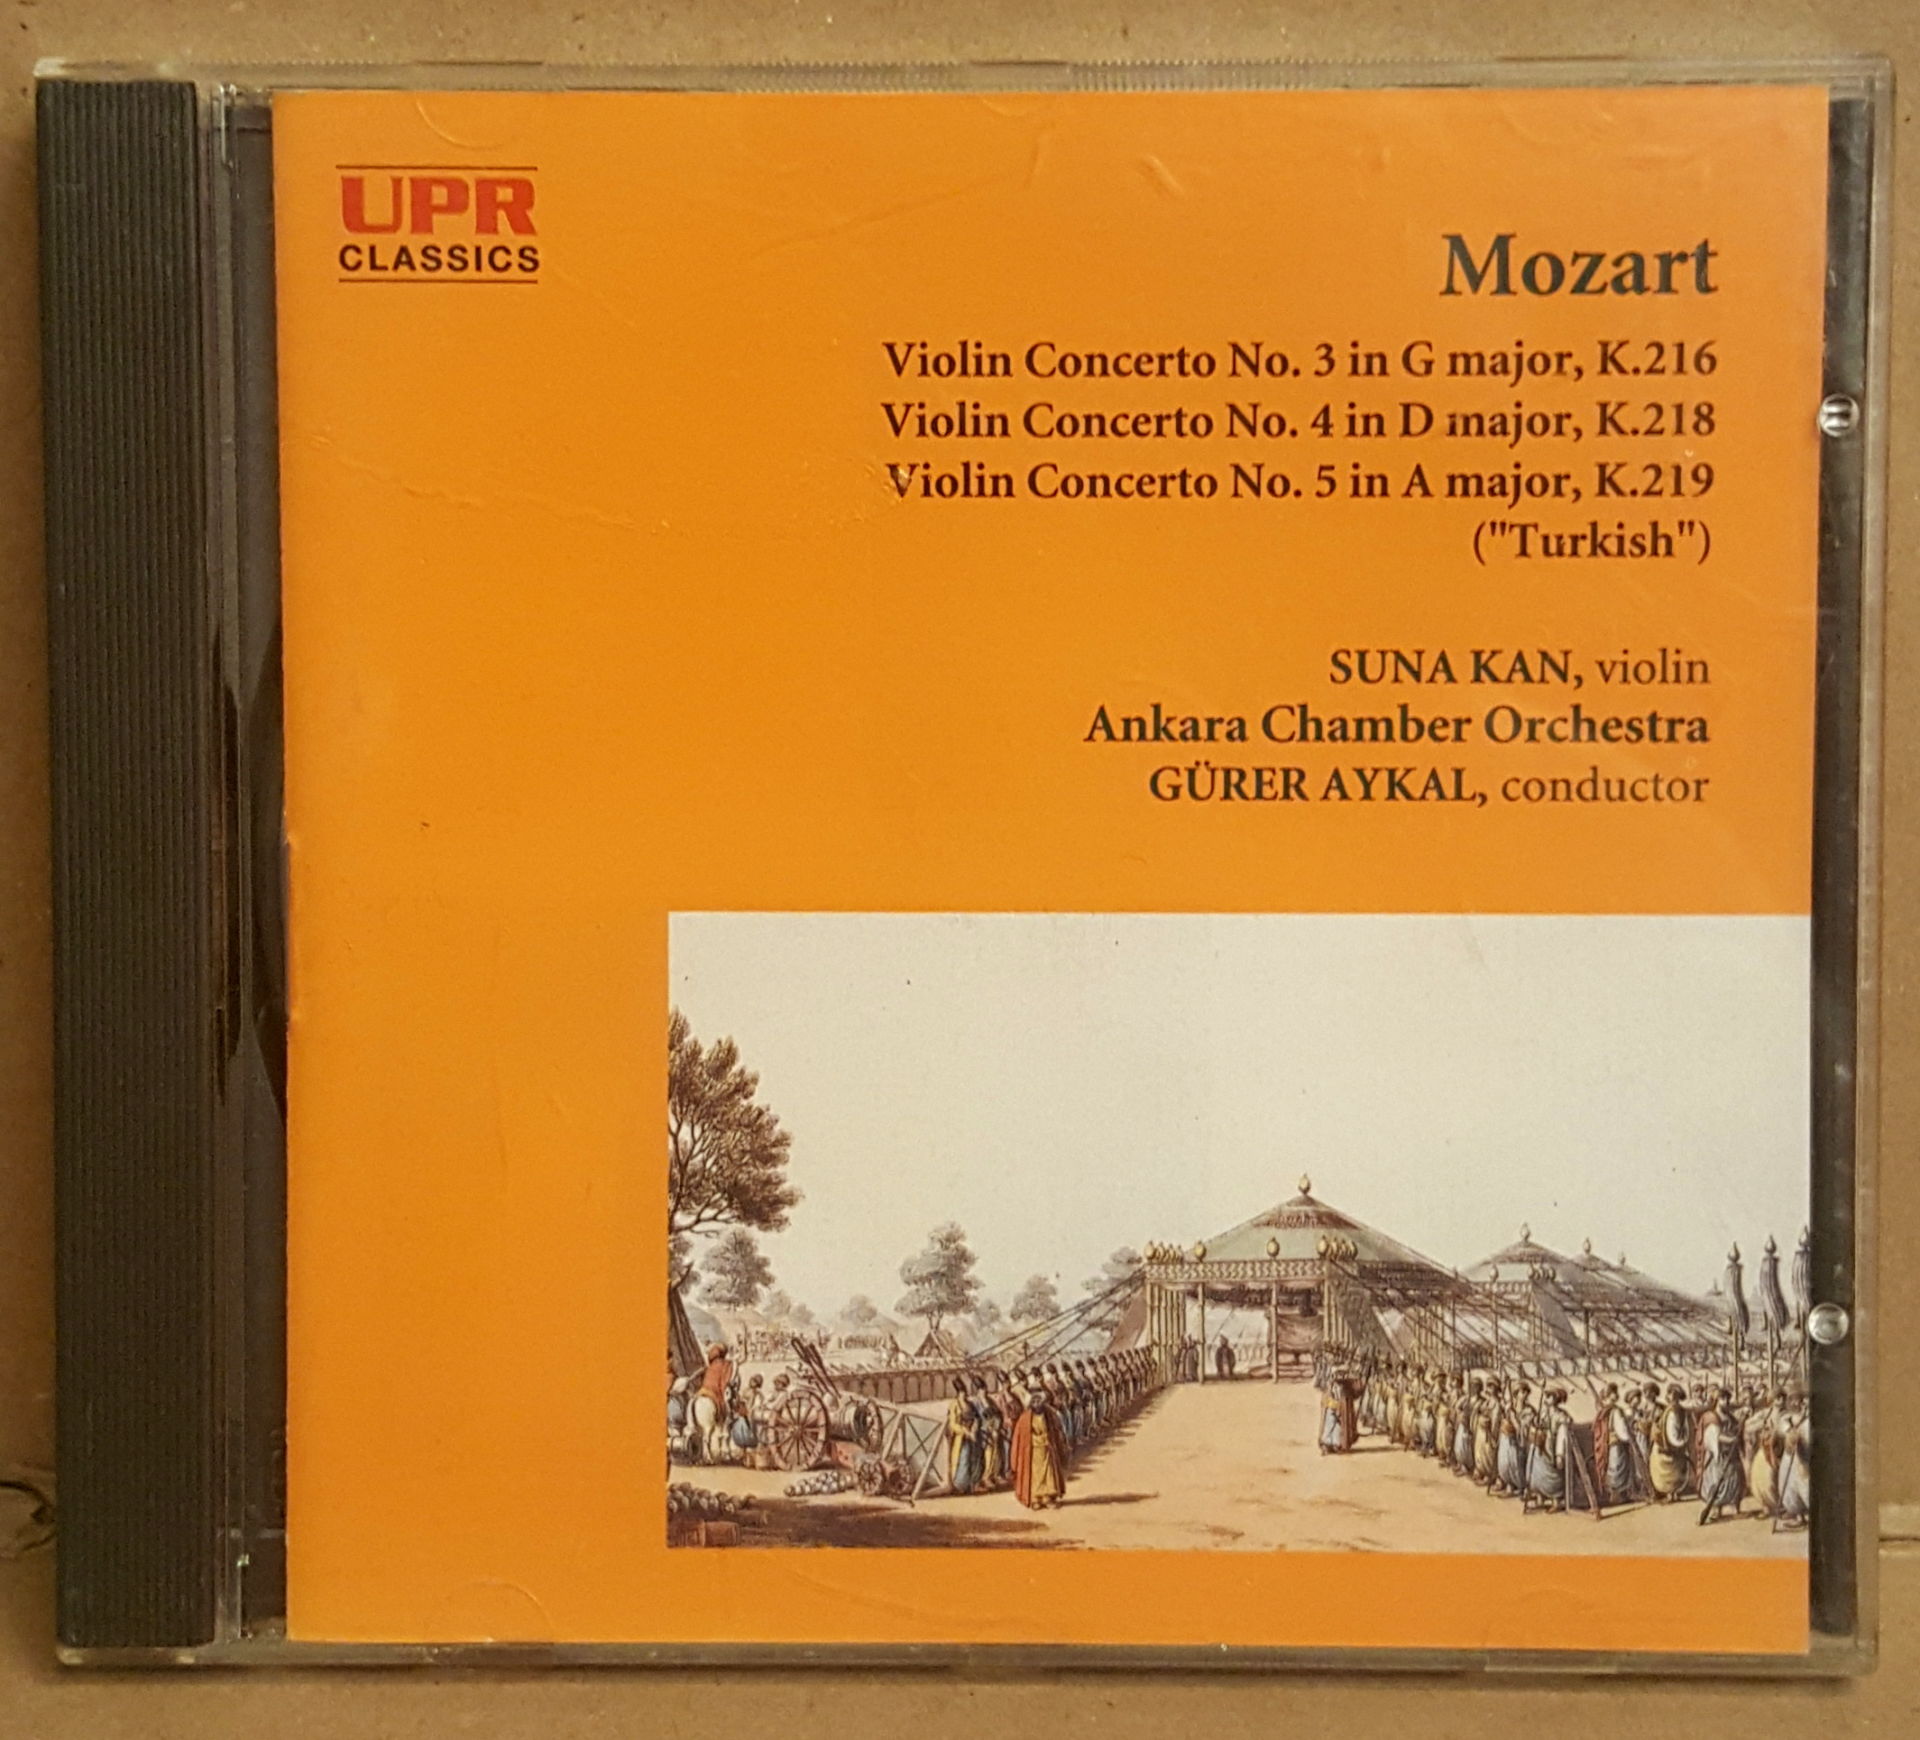 UPR
CLASSICS
Mozart
Violin Concerto No. 3 in G major, K.216
Violin Concerto No. 4 in D major, K.218
Violin Concerto No. 5 in A major, K.219
("Turkish")
SUNA KAN, violin
Ankara Chamber Orchestra
GÜRER AYKAL, conductor